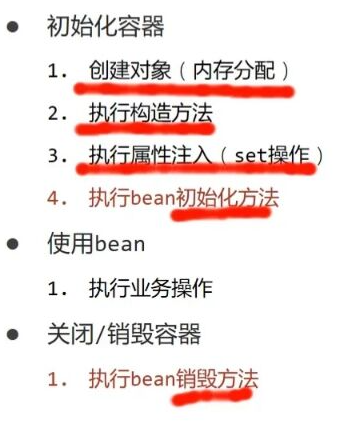 ● 初始化容器
1. 创建对象（内存分配）
2. 执行构造方法
3. 执行属性注入（set操作）
4. 执行bean初始化方法
● 使用bean
1. 执行业务操作
● 关闭/销毁容器
1. 执行bean销毁方法